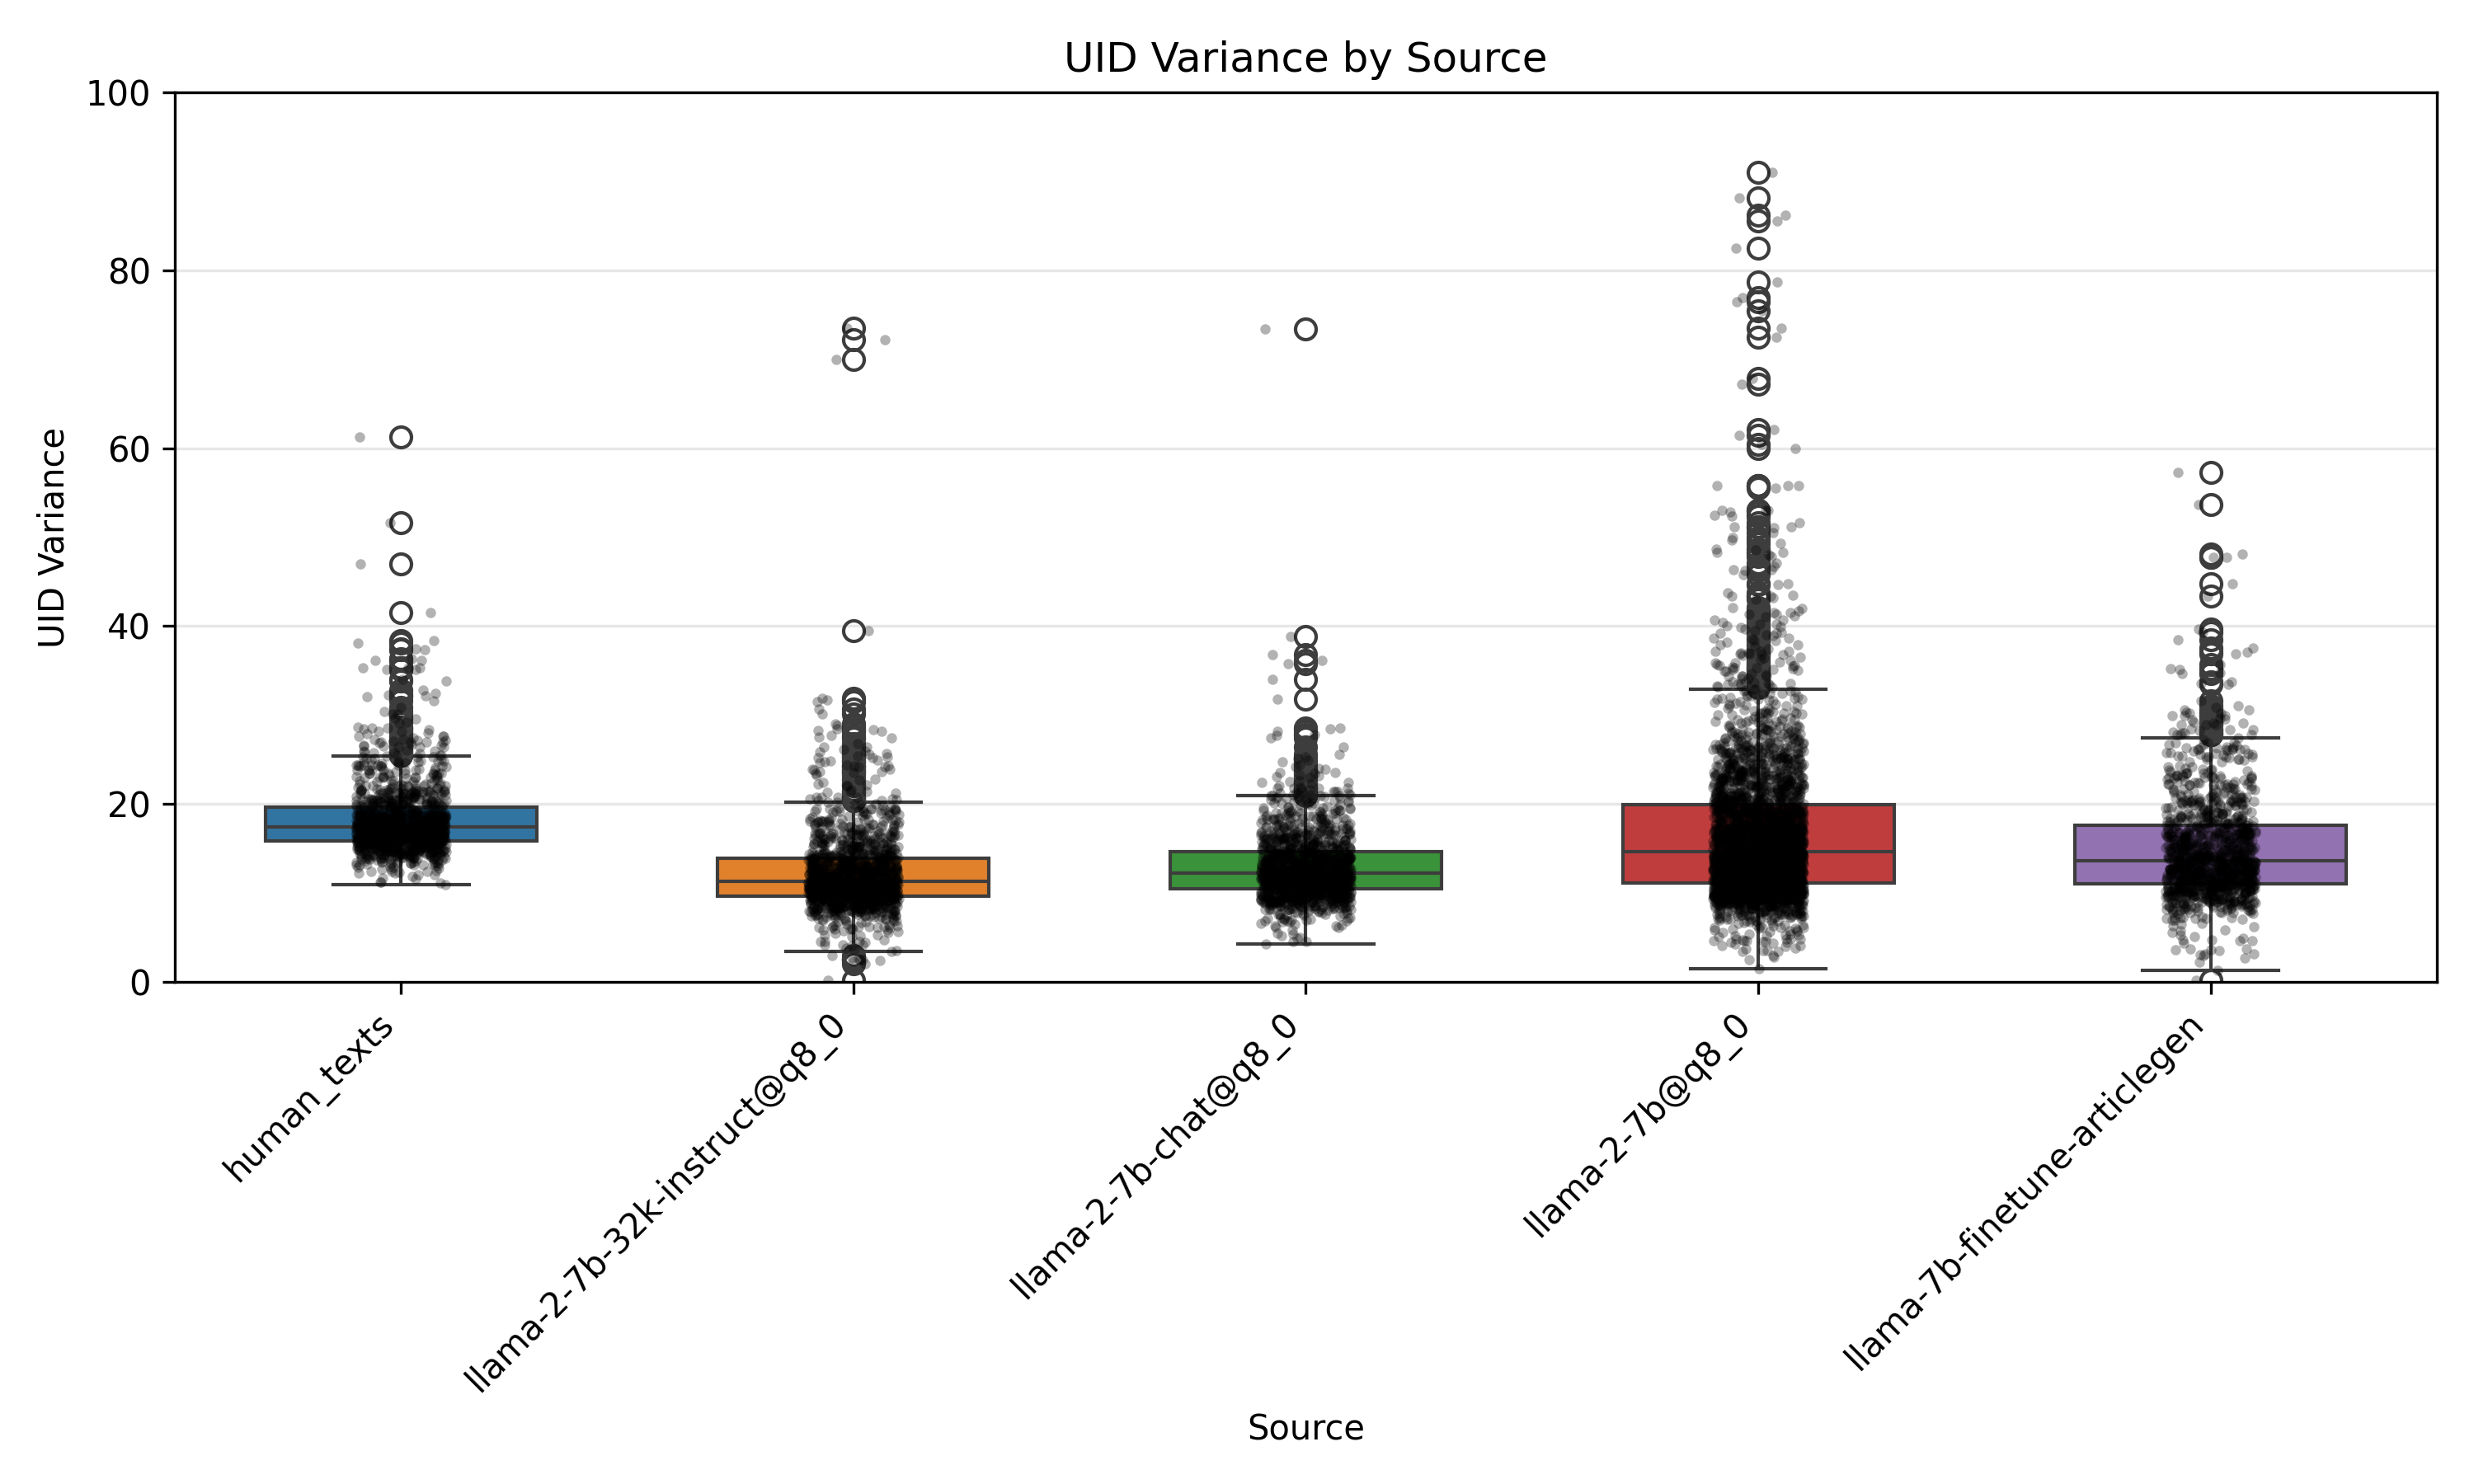 UID Variance by Source
UID Variance
100
80
60
40
20
0
human_texts
llama-2-7b-32k-instruct@q8_0
llama-2-7b-chat@q8_0
llama-2-7b@q8_0
llama-7b-finetune-articlegen
Source